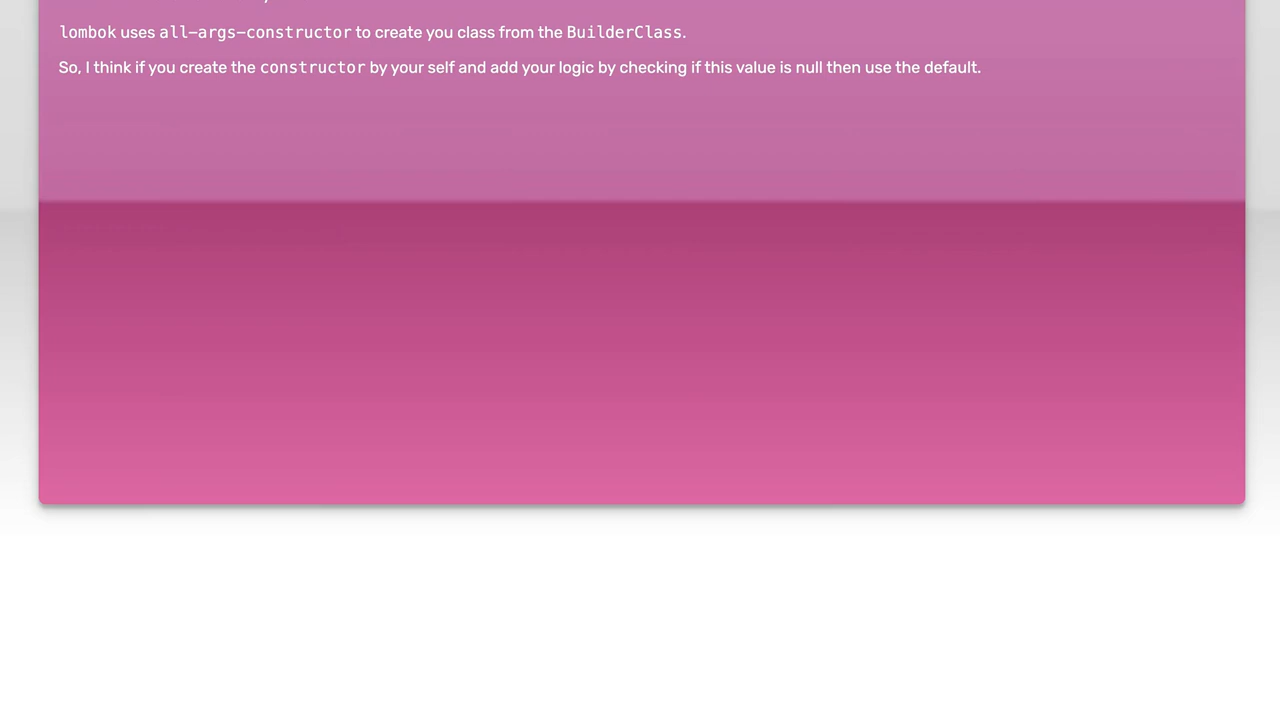 lombok uses all-args-constructor to create you class from the BuilderClass.
So, I think if you create the constructor by your self and add your logic by checking if this value is null then use the default.